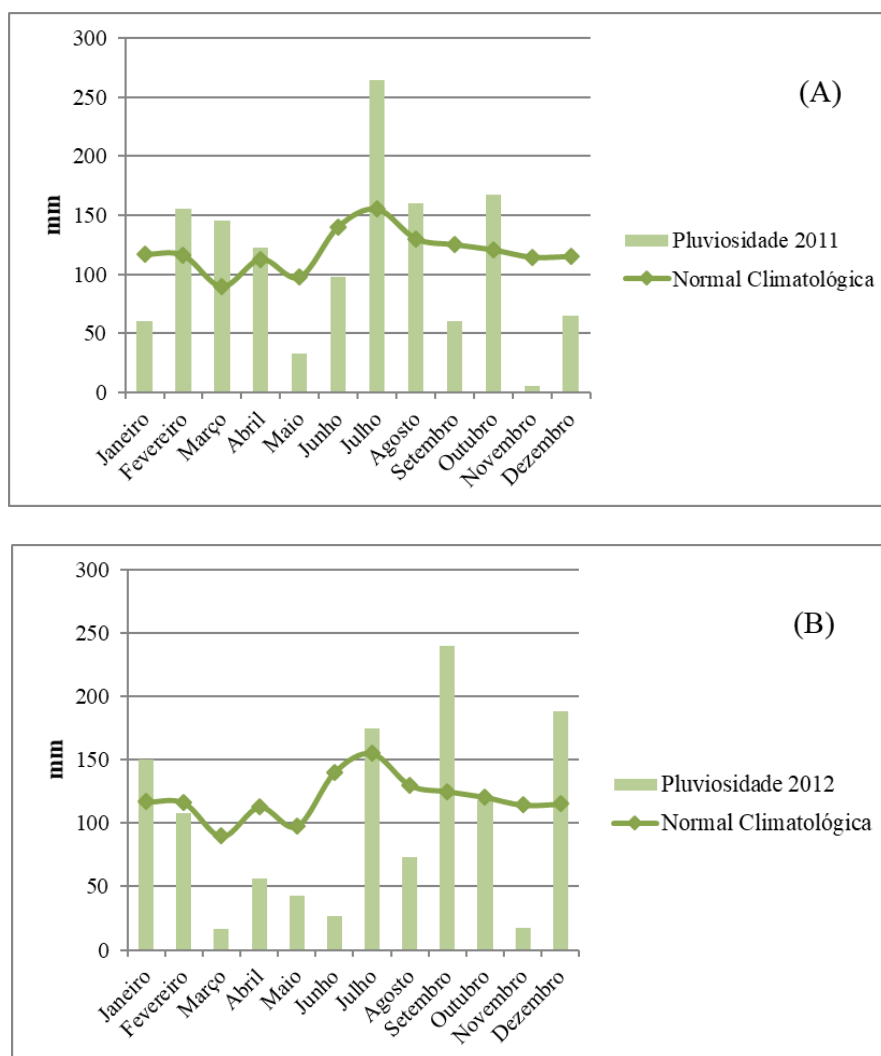 (A)
300
250
200
150
100
50
0
mm
Janeiro
Fevereiro
Março
Abril
Maio
Junho
Julho
Agosto
Setembro
Outubro
Novembro
Dezembro
Pluviosidade 2011
Normal Climatológica
(B)
300
250
200
150
100
50
0
mm
Janeiro
Fevereiro
Março
Abril
Maio
Junho
Julho
Agosto
Setembro
Outubro
Novembro
Dezembro
Pluviosidade 2012
Normal Climatológica